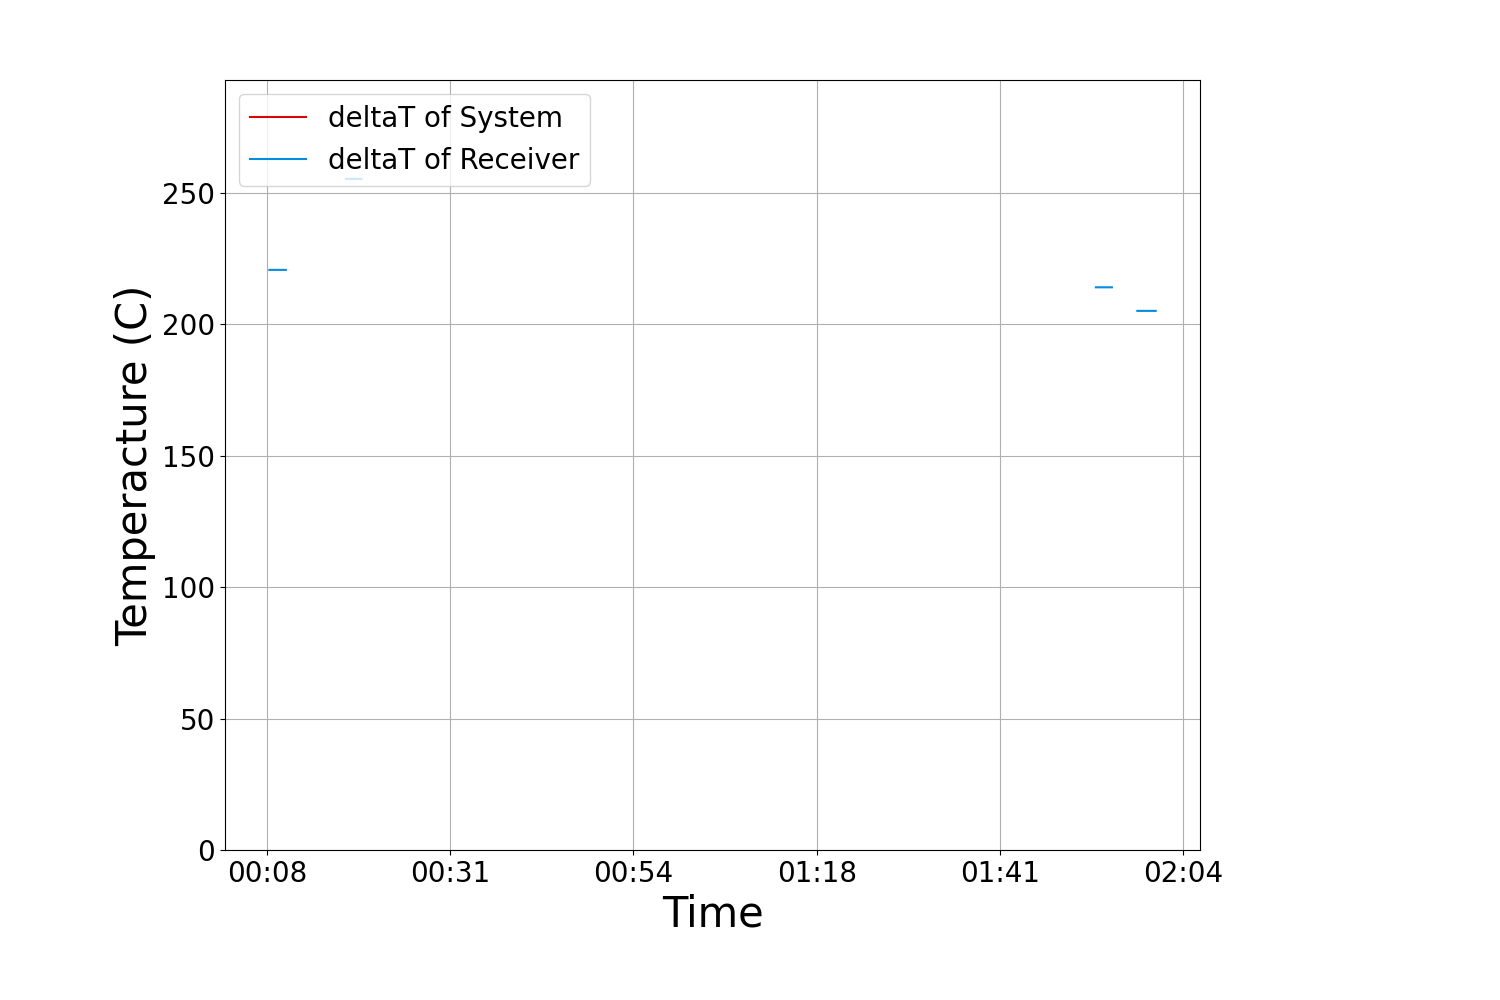 deltaT of System
deltaT of Receiver
250
200
150
100
50
0
Temperacture (C)
00:08 00:31 00:54 01:18 01:41 02:04
Time